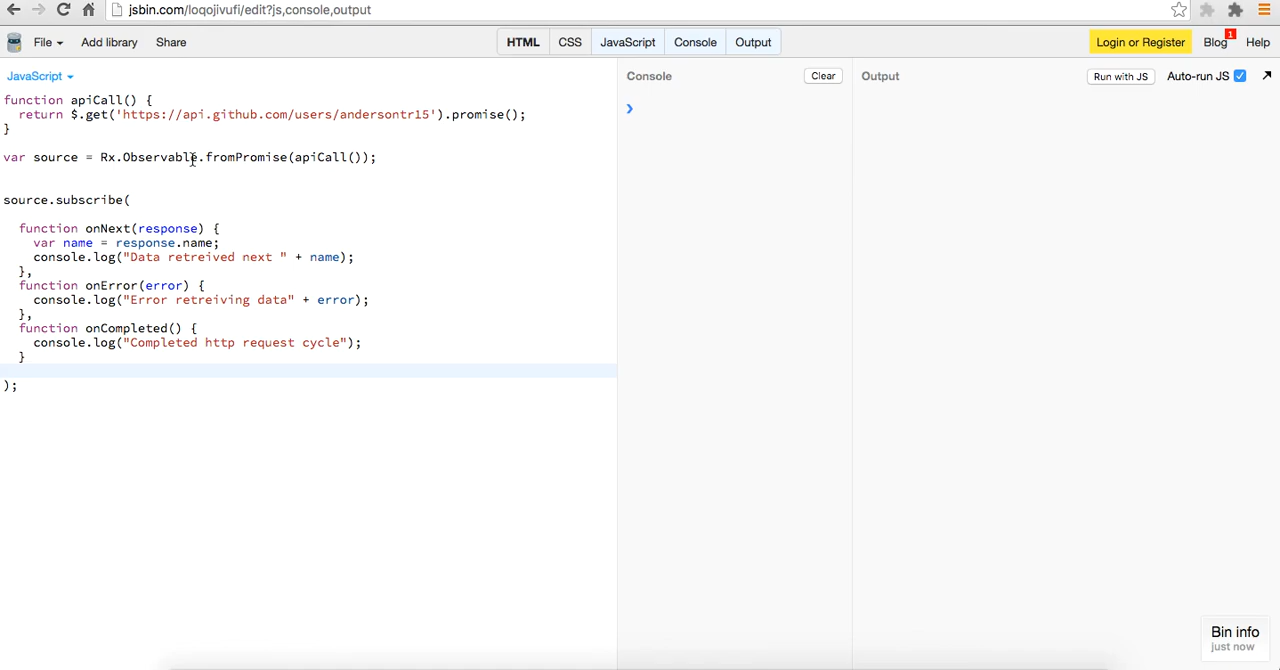 jsbin.com/loqojivufi/edit?js,console,output
File Add library Share HTML CSS JavaScript Console Output Login or Register Blog 1 Help
JavaScript Console Clear Output Run with JS Auto-run JS
function apiCall() {
  return $.get('https://api.github.com/users/andersontr15').promise();
}
var source = Rx.Observable.fromPromise(apiCall());
source.subscribe(
  function onNext(response) {
    var name = response.name;
    console.log("Data retreived next " + name);
  },
  function onError(error) {
    console.log("Error retreiving data" + error);
  },
  function onCompleted() {
    console.log("Completed http request cycle");
  }
);
Bin info
just now